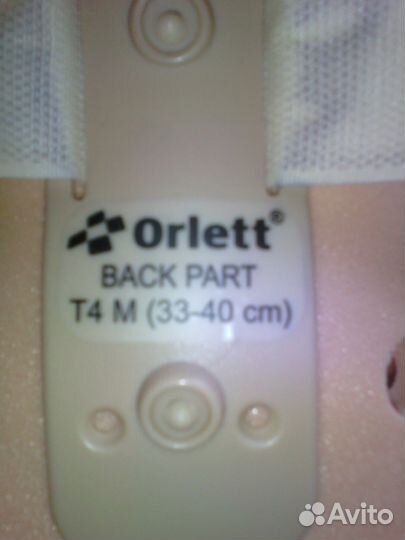 Orlett®
BACK PART
T4 M (33-40 cm)
Avito